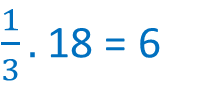 1/3 . 18 = 6